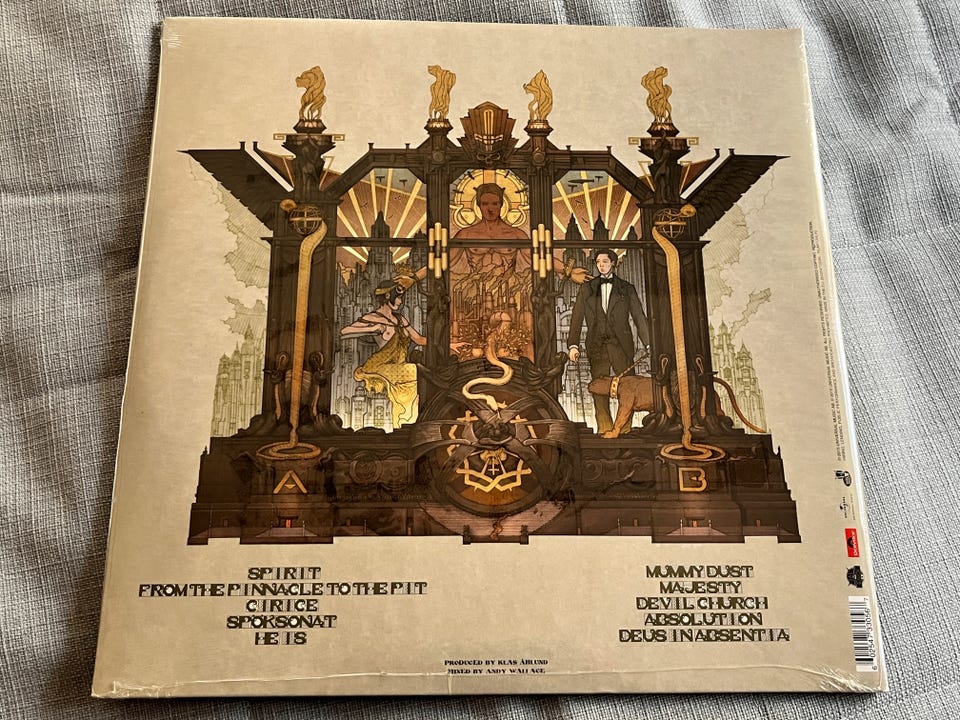 A
B
SPIRIT
FROM THE PINNACLE TO THE PIT
CIRICE
SPÖKSONAT
HE IS
MUMMY DUST
MAJESTY
DEVIL CHURCH
ABSOLUTION
DEUS IN ABSENTIA
PRODUCED BY KLAS ÅHLUND
MIXED BY ANDY WALLACE